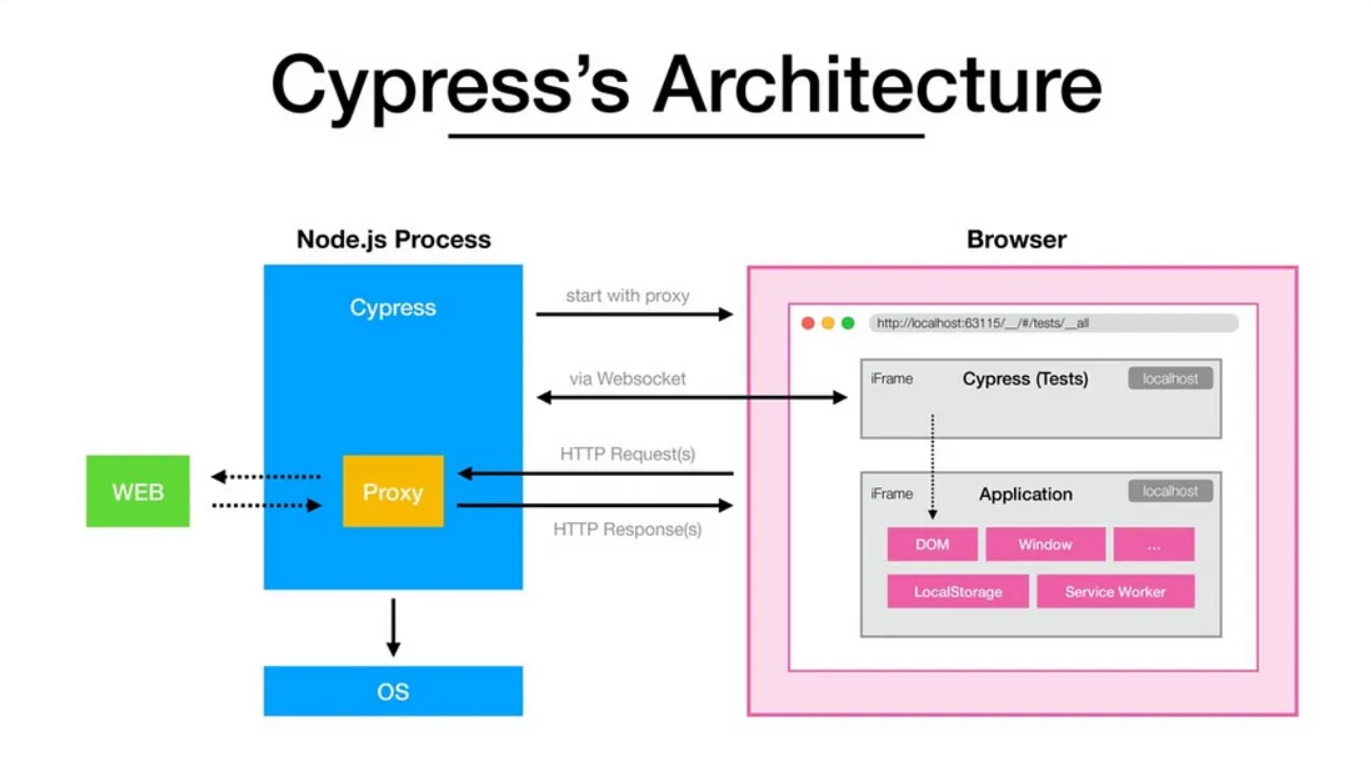 Cypress’s Architecture
Node.js Process
Browser
Cypress
start with proxy
http://localhost:63115/__/#/tests/__all
via Websocket
iFrame
Cypress (Tests)
localhost
HTTP Request(s)
WEB
Proxy
HTTP Response(s)
iFrame
Application
localhost
DOM
Window
...
LocalStorage
Service Worker
OS